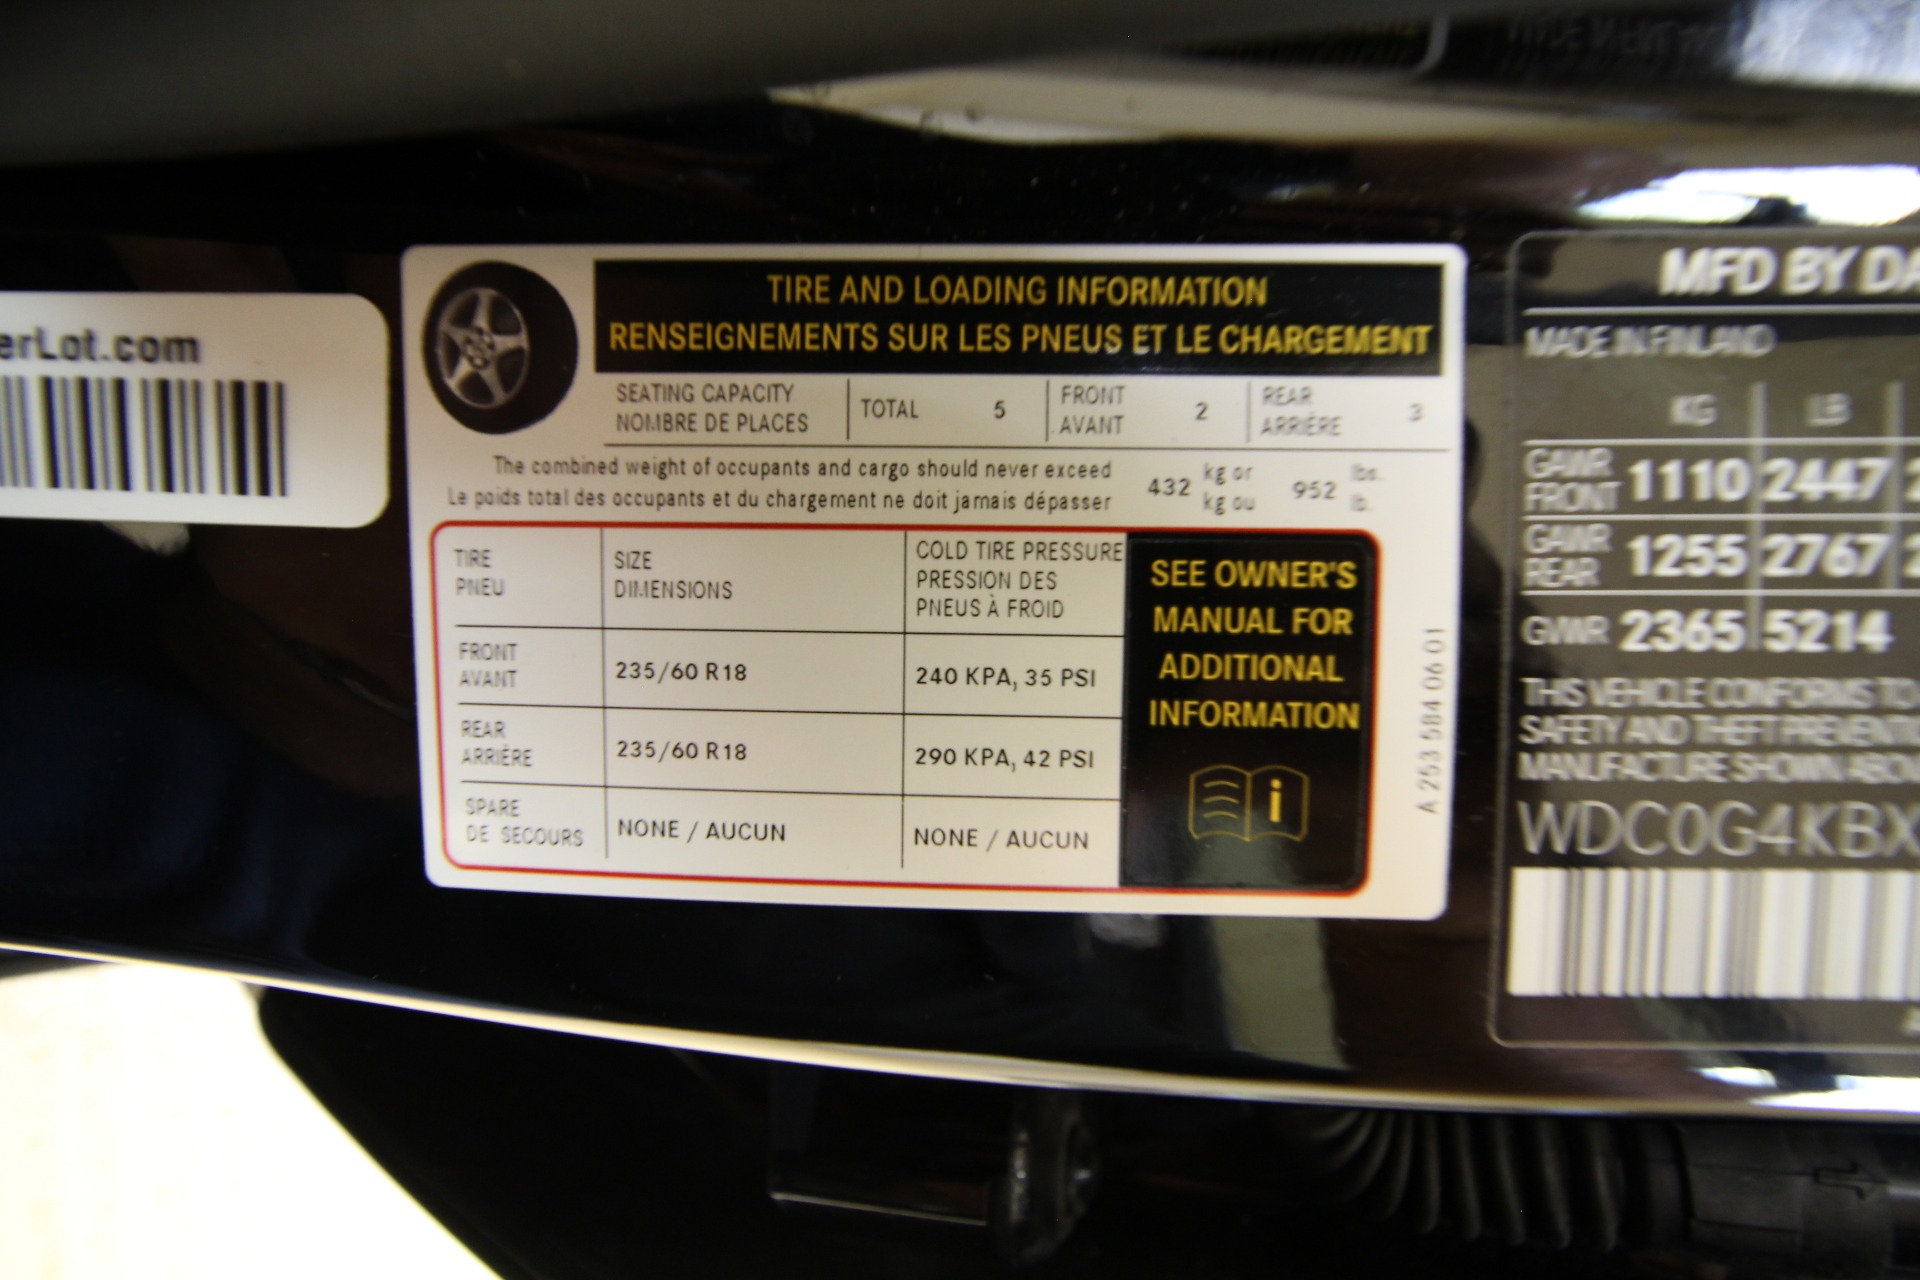 erLot.com
TIRE AND LOADING INFORMATION
RENSEIGNEMENTS SUR LES PNEUS ET LE CHARGEMENT
SEATING CAPACITY
NOMBRE DE PLACES
TOTAL 5
FRONT
AVANT 2
REAR
ARRIÈRE 3
The combined weight of occupants and cargo should never exceed 432 kg or 952 lbs.
Le poids total des occupants et du chargement ne doit jamais dépasser kg ou lb.
TIRE
PNEU
SIZE
DIMENSIONS
COLD TIRE PRESSURE
PRESSION DES
PNEUS À FROID
FRONT
AVANT
235/60 R18
240 KPA, 35 PSI
REAR
ARRIÈRE
235/60 R18
290 KPA, 42 PSI
SPARE
DE SECOURS
NONE / AUCUN
NONE / AUCUN
SEE OWNER'S
MANUAL FOR
ADDITIONAL
INFORMATION
i
A 253 584 06 01
MFD BY DA
MADE IN FINLAND
KG LB
GAWR
FRONT 1110 2447
GAWR
REAR 1255 2767
GVWR 2365 5214
THIS VEHICLE CONFORMS TO
SAFETY AND THEFT PREVENTIO
MANUFACTURE SHOWN ABOV
WDC0G4KBX